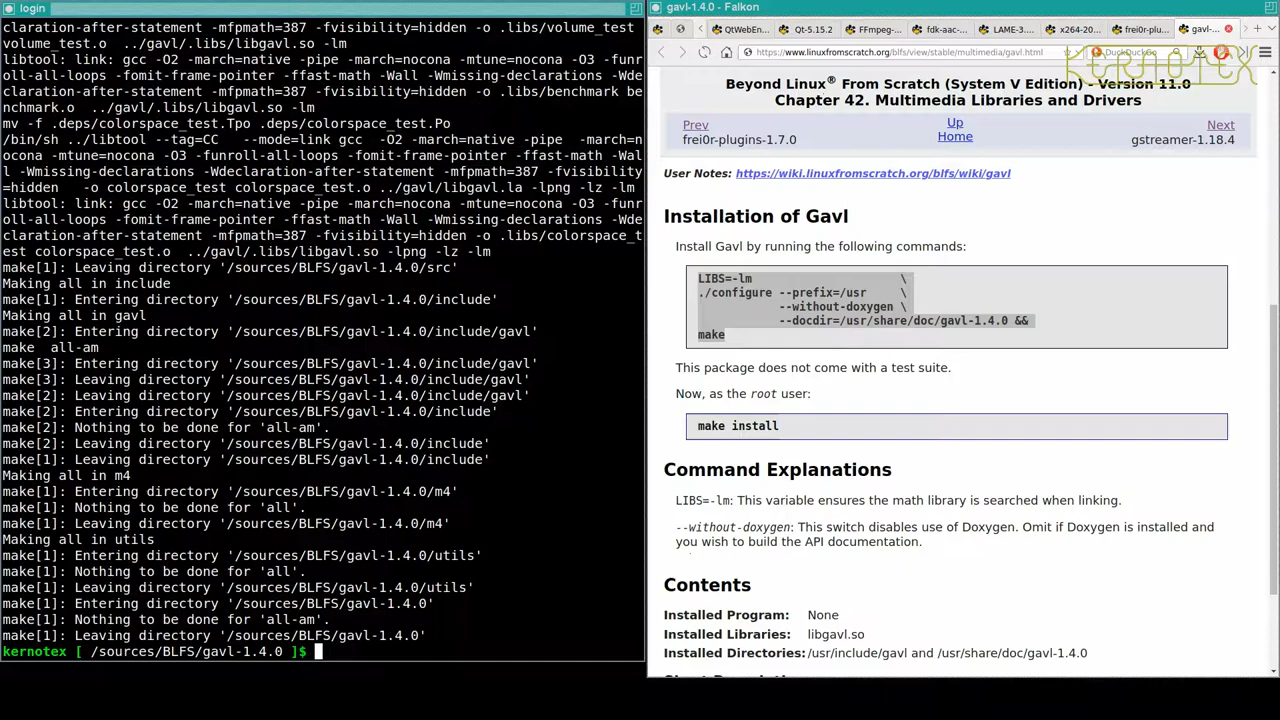 login
claration-after-statement -mfpmath=387 -fvisibility=hidden -o .libs/volume_test
volume_test.o  ../gavl/.libs/libgavl.so -lm
libtool: link: gcc -O2 -march=native -pipe -march=nocona -mtune=nocona -O3 -funr
oll-all-loops -fomit-frame-pointer -ffast-math -Wall -Wmissing-declarations -Wde
claration-after-statement -mfpmath=387 -fvisibility=hidden -o .libs/benchmark be
nchmark.o  ../gavl/.libs/libgavl.so -lm
mv -f .deps/colorspace_test.Tpo .deps/colorspace_test.Po
/bin/sh ../libtool --tag=CC   --mode=link gcc  -O2 -march=native -pipe  -march=n
ocona -mtune=nocona -O3 -funroll-all-loops -fomit-frame-pointer -ffast-math -Wal
l -Wmissing-declarations -Wdeclaration-after-statement -mfpmath=387 -fvisibility
=hidden   -o colorspace_test colorspace_test.o ../gavl/libgavl.la -lpng -lz -lm
libtool: link: gcc -O2 -march=native -pipe -march=nocona -mtune=nocona -O3 -funr
oll-all-loops -fomit-frame-pointer -ffast-math -Wall -Wmissing-declarations -Wde
claration-after-statement -mfpmath=387 -fvisibility=hidden -o .libs/colorspace_t
est colorspace_test.o  ../gavl/.libs/libgavl.so -lpng -lz -lm
make[1]: Leaving directory '/sources/BLFS/gavl-1.4.0/src'
Making all in include
make[1]: Entering directory '/sources/BLFS/gavl-1.4.0/include'
Making all in gavl
make[2]: Entering directory '/sources/BLFS/gavl-1.4.0/include/gavl'
make  all-am
make[3]: Entering directory '/sources/BLFS/gavl-1.4.0/include/gavl'
make[3]: Leaving directory '/sources/BLFS/gavl-1.4.0/include/gavl'
make[2]: Leaving directory '/sources/BLFS/gavl-1.4.0/include/gavl'
make[2]: Entering directory '/sources/BLFS/gavl-1.4.0/include'
make[2]: Nothing to be done for 'all-am'.
make[2]: Leaving directory '/sources/BLFS/gavl-1.4.0/include'
make[1]: Leaving directory '/sources/BLFS/gavl-1.4.0/include'
Making all in m4
make[1]: Entering directory '/sources/BLFS/gavl-1.4.0/m4'
make[1]: Nothing to be done for 'all'.
make[1]: Leaving directory '/sources/BLFS/gavl-1.4.0/m4'
Making all in utils
make[1]: Entering directory '/sources/BLFS/gavl-1.4.0/utils'
make[1]: Nothing to be done for 'all'.
make[1]: Leaving directory '/sources/BLFS/gavl-1.4.0/utils'
make[1]: Entering directory '/sources/BLFS/gavl-1.4.0'
make[1]: Nothing to be done for 'all-am'.
make[1]: Leaving directory '/sources/BLFS/gavl-1.4.0'
kernotex [ /sources/BLFS/gavl-1.4.0 ]$
gavl-1.4.0 - Falkon
QtWebEn... Qt-5.15.2 FFmpeg-... fdk-aac-... LAME-3.... x264-20... frei0r-plu... gavl-...
https://www.linuxfromscratch.org/blfs/view/stable/multimedia/gavl.html DuckDuckGo
KERNOTEX
Beyond Linux® From Scratch (System V Edition) - Version 11.0
Chapter 42. Multimedia Libraries and Drivers
Prev Up Next
frei0r-plugins-1.7.0 Home gstreamer-1.18.4
User Notes: https://wiki.linuxfromscratch.org/blfs/wiki/gavl
Installation of Gavl
Install Gavl by running the following commands:
LIBS=-lm                      \
./configure --prefix=/usr     \
            --without-doxygen \
            --docdir=/usr/share/doc/gavl-1.4.0 &&
make
This package does not come with a test suite.
Now, as the root user:
make install
Command Explanations
LIBS=-lm: This variable ensures the math library is searched when linking.
--without-doxygen: This switch disables use of Doxygen. Omit if Doxygen is installed and
you wish to build the API documentation.
Contents
Installed Program: None
Installed Libraries: libgavl.so
Installed Directories: /usr/include/gavl and /usr/share/doc/gavl-1.4.0